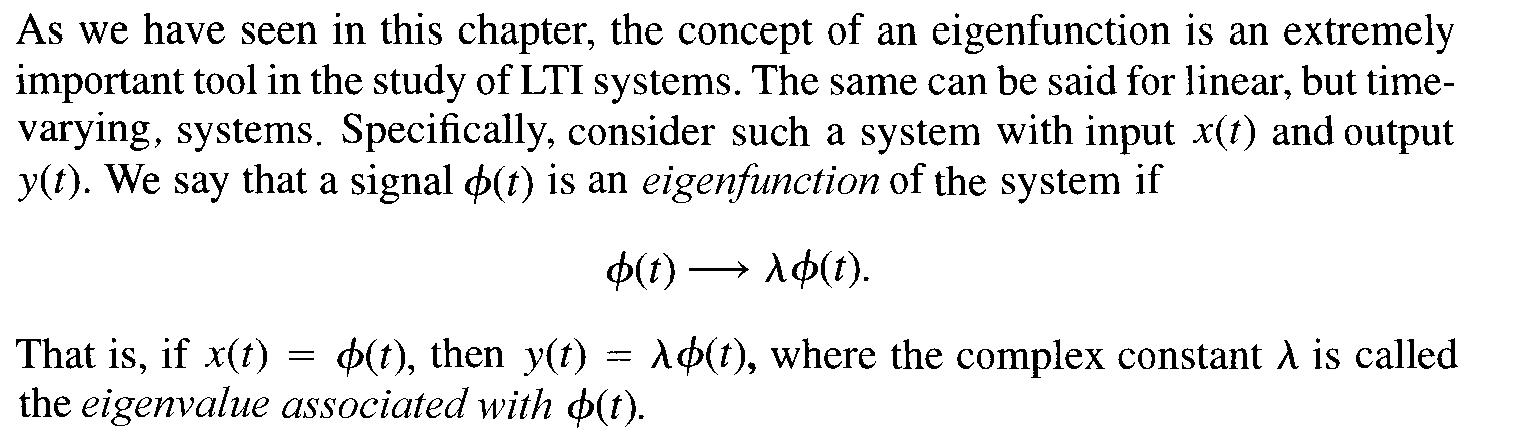 As we have seen in this chapter, the concept of an eigenfunction is an extremely
important tool in the study of LTI systems. The same can be said for linear, but time-
varying, systems. Specifically, consider such a system with input x(t) and output
y(t). We say that a signal ϕ(t) is an eigenfunction of the system if
ϕ(t) ⟶ λϕ(t).
That is, if x(t) = ϕ(t), then y(t) = λϕ(t), where the complex constant λ is called
the eigenvalue associated with ϕ(t).